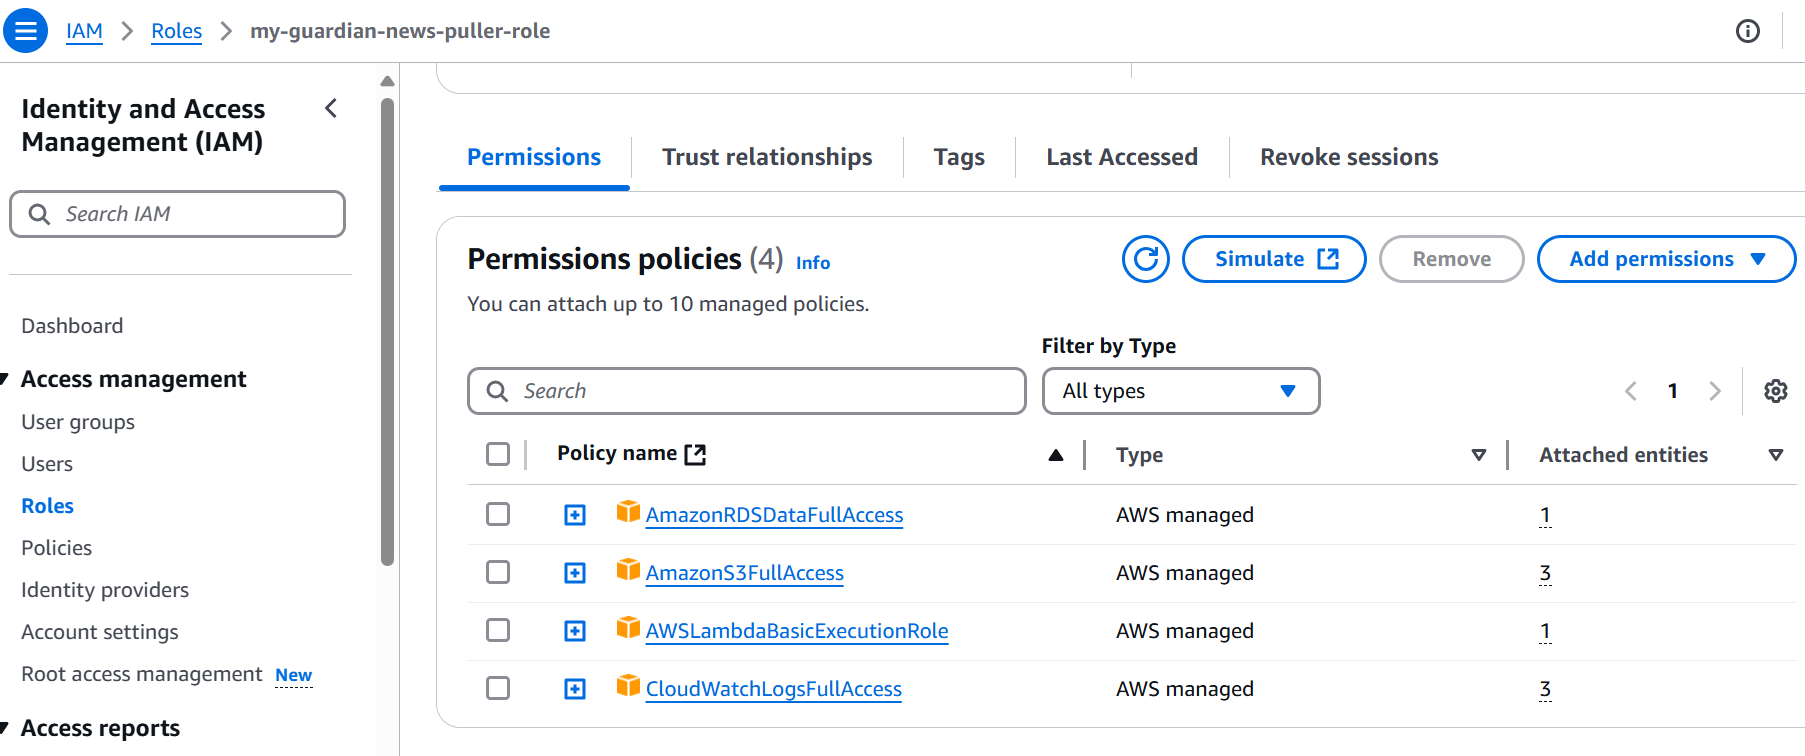 IAM > Roles > my-guardian-news-puller-role
Identity and Access
Management (IAM)
Search IAM
Dashboard
Access management
User groups
Users
Roles
Policies
Identity providers
Account settings
Root access management New
Access reports
Permissions
Trust relationships
Tags
Last Accessed
Revoke sessions
Permissions policies (4) Info
Simulate
Remove
Add permissions
You can attach up to 10 managed policies.
Filter by Type
Search
All types
1
Policy name Type Attached entities
AmazonRDSDataFullAccess AWS managed 1
AmazonS3FullAccess AWS managed 3
AWSLambdaBasicExecutionRole AWS managed 1
CloudWatchLogsFullAccess AWS managed 3